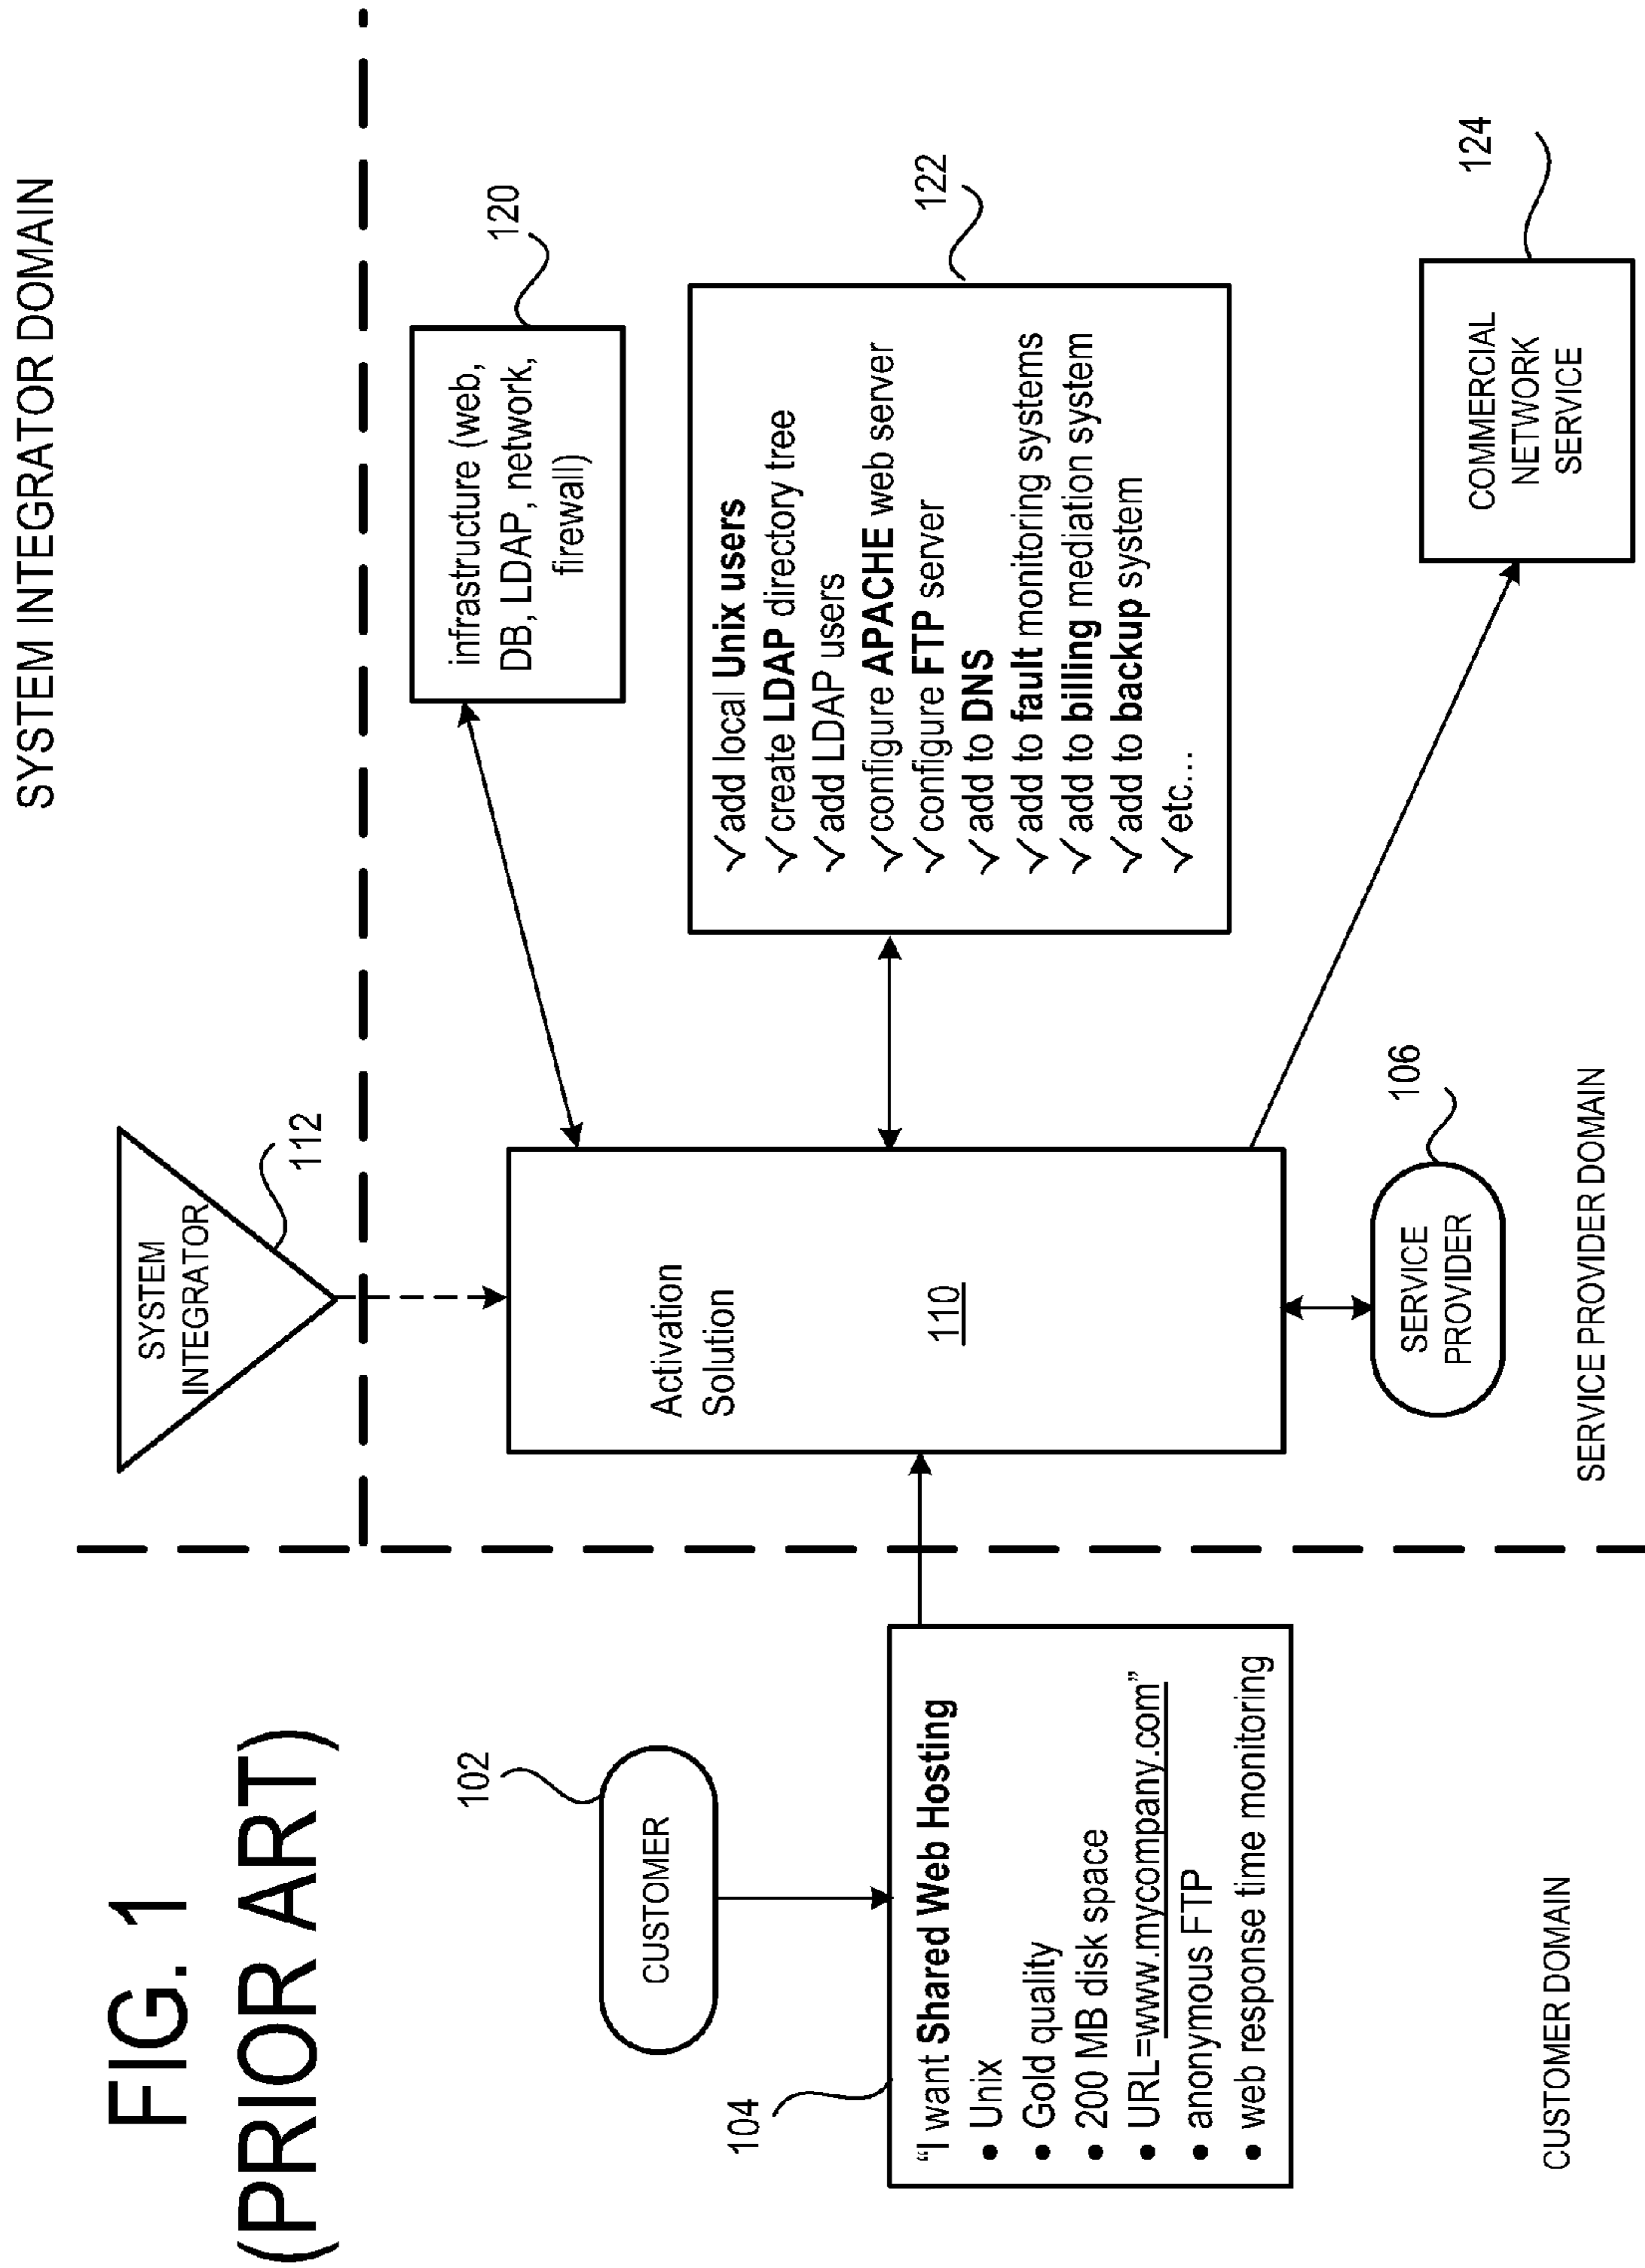 FIG. 1
(PRIOR ART)
SYSTEM INTEGRATOR DOMAIN
SYSTEM
INTEGRATOR
112
102
CUSTOMER
104
“I want Shared Web Hosting
• Unix
• Gold quality
• 200 MB disk space
• URL=www.mycompany.com”
• anonymous FTP
• web response time monitoring
CUSTOMER DOMAIN
Activation
Solution
110
106
SERVICE
PROVIDER
SERVICE PROVIDER DOMAIN
120
infrastructure (web,
DB, LDAP, network,
firewall)
122
✓add local Unix users
✓create LDAP directory tree
✓add LDAP users
✓configure APACHE web server
✓configure FTP server
✓add to DNS
✓add to fault monitoring systems
✓add to billing mediation system
✓add to backup system
✓etc...
124
COMMERCIAL
NETWORK
SERVICE